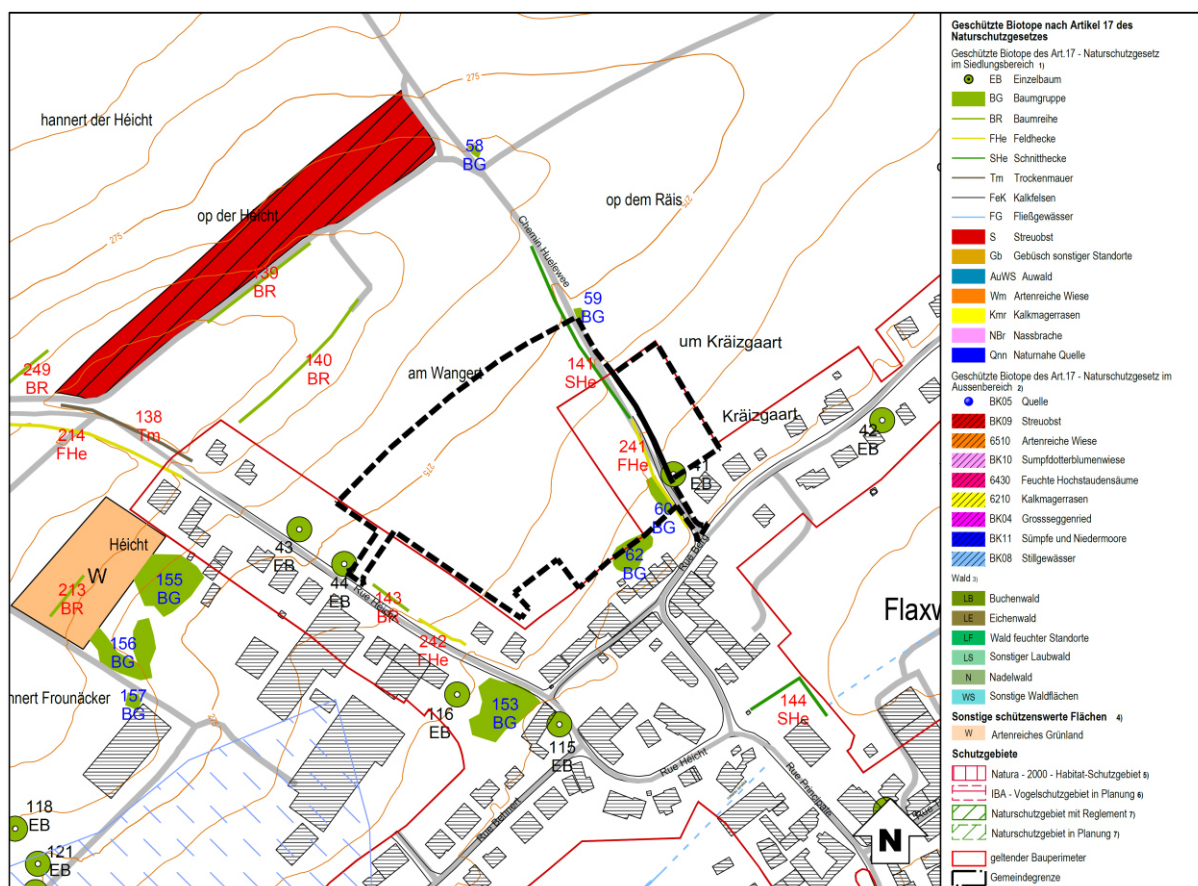 hannert der Héicht
275
58
BG
op der Héicht
275
op dem Räis
275
Chemin Huelewee
139
BR
59
BG
um Kräizgaart
249
BR
140
BR
am Wangert
141
SHe
Kräizgaart
138
Tm
214
FHe
42
EB
275
241
FHe
41
EB
60
BG
43
EB
Héicht
W
62
BG
Rue Berg
155
BG
213
BR
44
EB
Rue Héicht
143
BR
242
FHe
156
BG
157
BG
116
EB
153
BG
144
SHe
115
EB
Rue Héicht
Rue Principale
Rue Behnert
118
EB
121
EB
N
Geschützte Biotope nach Artikel 17 des
Naturschutzgesetzes
Geschützte Biotope des Art.17 - Naturschutzgesetz
im Siedlungsbereich 1)
EB Einzelbaum
BG Baumgruppe
BR Baumreihe
FHe Feldhecke
SHe Schnitthecke
Tm Trockenmauer
FeK Kalkfelsen
FG Fließgewässer
S Streuobst
Gb Gebüsch sonstiger Standorte
AuWS Auwald
Wm Artenreiche Wiese
Kmr Kalkmagerrasen
NBr Nassbrache
Qnn Naturnahe Quelle
Geschützte Biotope des Art.17 - Naturschutzgesetz im
Aussenbereich 2)
BK05 Quelle
BK09 Streuobst
6510 Artenreiche Wiese
BK10 Sumpfdotterblumenwiese
6430 Feuchte Hochstaudensäume
6210 Kalkmagerrasen
BK04 Grossseggenried
BK11 Sümpfe und Niedermoore
BK08 Stillgewässer
Wald 3)
LB Buchenwald
LE Eichenwald
LF Wald feuchter Standorte
LS Sonstiger Laubwald
N Nadelwald
WS Sonstige Waldflächen
Sonstige schützenswerte Flächen 4)
W Artenreiches Grünland
Schutzgebiete
Natura - 2000 - Habitat-Schutzgebiet 5)
IBA - Vogelschutzgebiet in Planung 6)
Naturschutzgebiet mit Reglement 7)
Naturschutzgebiet in Planung 7)
geltender Bauperimeter
Gemeindegrenze